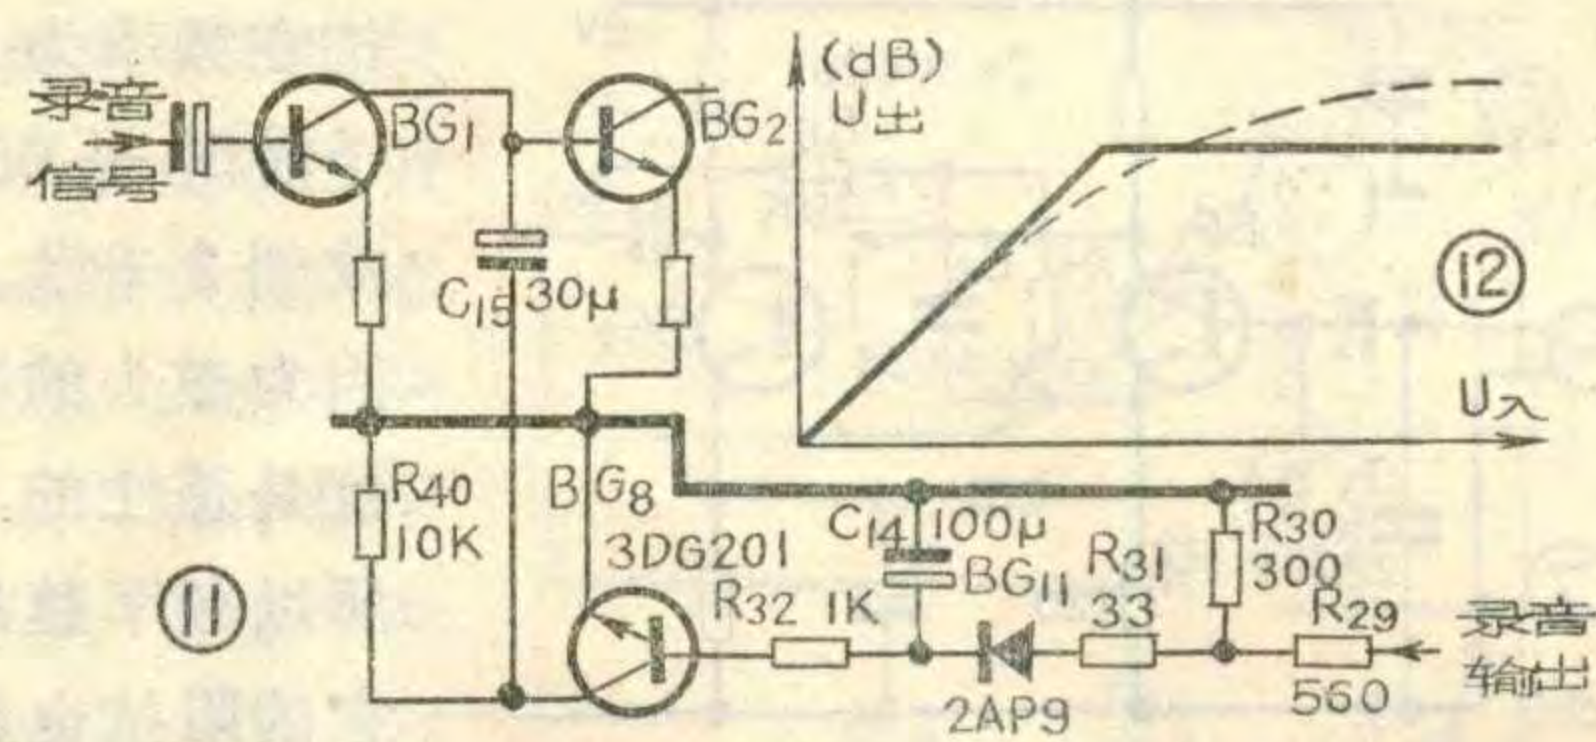 录音
信号
BG1
BG2
C15 30μ
R40
10K
BG8
3DG201
R32 1K
C14 100μ
BG11
2AP9
R31
33
R30
300
R29
560
录音
输出
⑪
(dB)
U出
U入
⑫